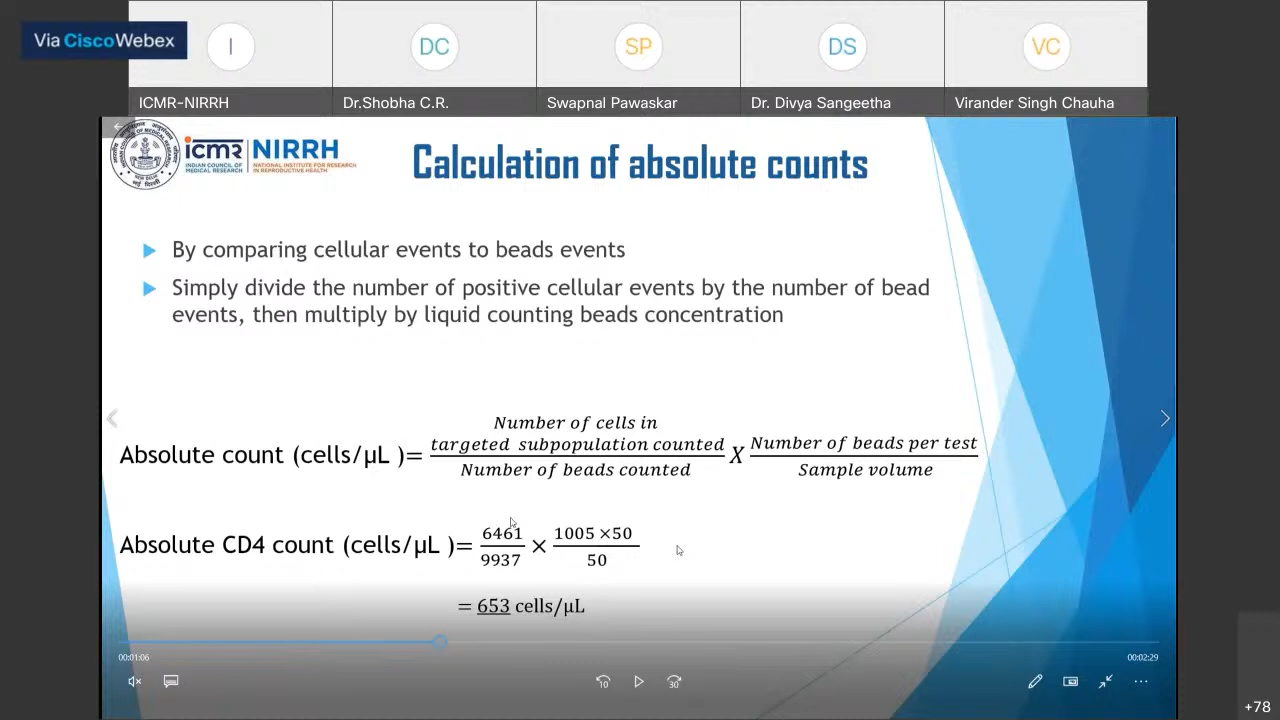 Via Cisco Webex
I
DC
SP
DS
VC
ICMR-NIRRH
Dr.Shobha C.R.
Swapnal Pawaskar
Dr. Divya Sangeetha
Virander Singh Chauha
icmr
INDIAN COUNCIL OF
MEDICAL RESEARCH
NIRRH
NATIONAL INSTITUTE FOR RESEARCH
IN REPRODUCTIVE HEALTH
Calculation of absolute counts
By comparing cellular events to beads events
Simply divide the number of positive cellular events by the number of bead
events, then multiply by liquid counting beads concentration
Number of cells in
targeted subpopulation counted
Number of beads per test
Absolute count (cells/µL )=
X
Number of beads counted
Sample volume
6461
1005 ×50
Absolute CD4 count (cells/µL )=
×
9937
50
= 653 cells/µL
00:01:06
00:02:29
10
30
+78